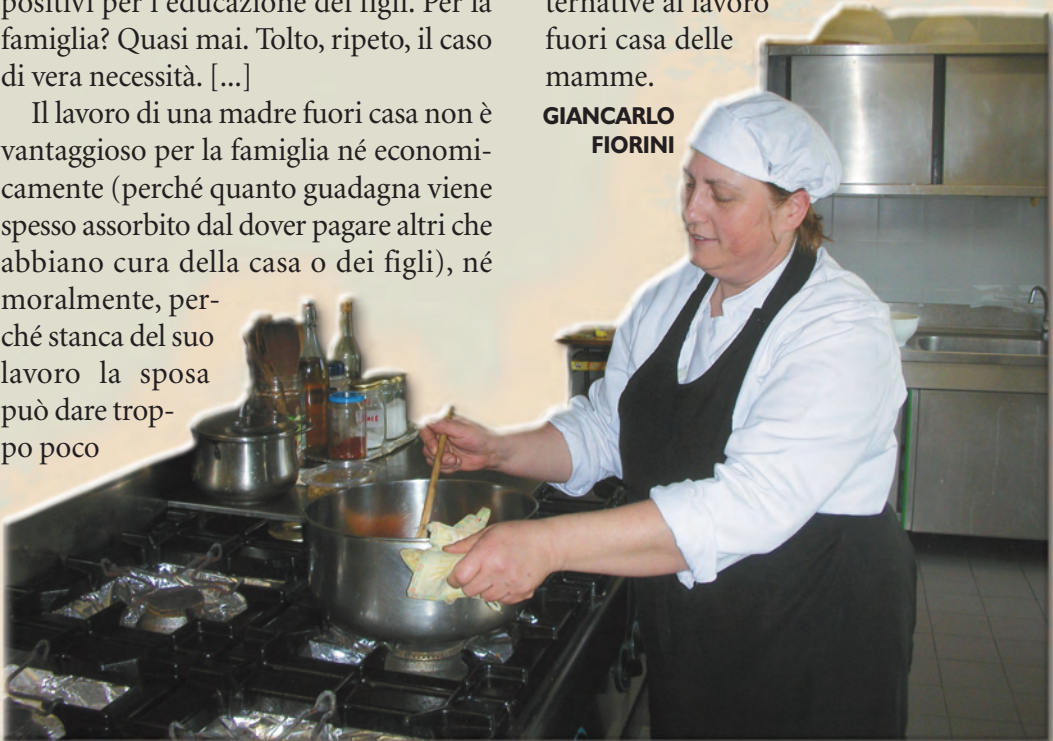 positivi per l'educazione dei figli. Per la
famiglia? Quasi mai. Tolto, ripeto, il caso
di vera necessità. [...]
Il lavoro di una madre fuori casa non è
vantaggioso per la famiglia né economi-
camente (perché quanto guadagna viene
spesso assorbito dal dover pagare altri che
abbiano cura della casa o dei figli), né
moralmente, per-
ché stanca del suo
lavoro la sposa
può dare trop-
po poco
ternative al lavoro
fuori casa delle
mamme.
GIANCARLO
FIORINI